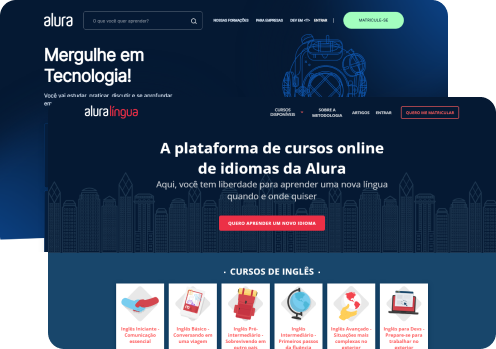 alura
O que você quer aprender?
NOSSAS FORMAÇÕES
PARA EMPRESAS
DEV EM <T>
ENTRAR
MATRICULE-SE
Mergulhe em
Tecnologia!
Você vai estudar, praticar, discutir e se aprofundar
em
aluralíngua
CURSOS
DISPONÍVEIS
SOBRE A
METODOLOGIA
ARTIGOS
ENTRAR
QUERO ME MATRICULAR
A plataforma de cursos online
de idiomas da Alura
Aqui, você tem liberdade para aprender uma nova língua
quando e onde quiser
QUERO APRENDER UM NOVO IDIOMA
· CURSOS DE INGLÊS ·
Inglês Iniciante -
Comunicação
essencial
Inglês Básico -
Conversando em
uma viagem
Inglês Pré-
Intermediário -
Sobrevivendo em
outro país
Inglês
Intermediário -
Primeiros passos
da fluência
Inglês Avançado -
Situações mais
complexas no
exterior
Inglês para Devs -
Prepare-se para
trabalhar no
exterior